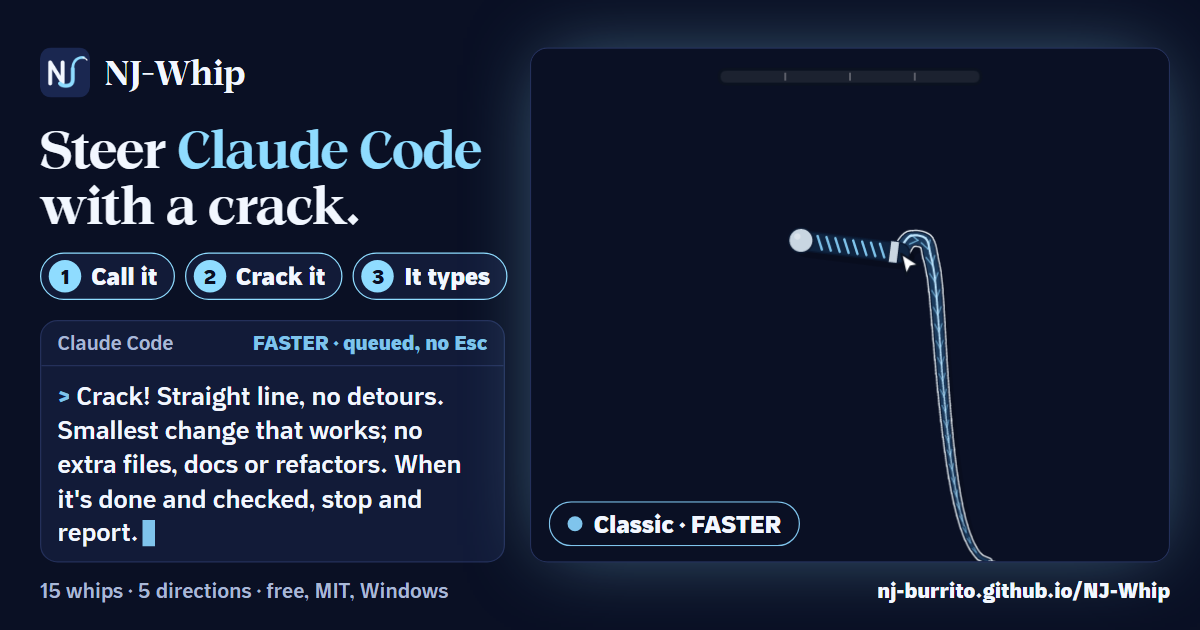 NJ NJ-Whip
Steer Claude Code
with a crack.
1 Call it 2 Crack it 3 It types
Claude Code FASTER · queued, no Esc
> Crack! Straight line, no detours.
Smallest change that works; no
extra files, docs or refactors. When
it's done and checked, stop and
report.
Classic · FASTER
15 whips · 5 directions · free, MIT, Windows
nj-burrito.github.io/NJ-Whip